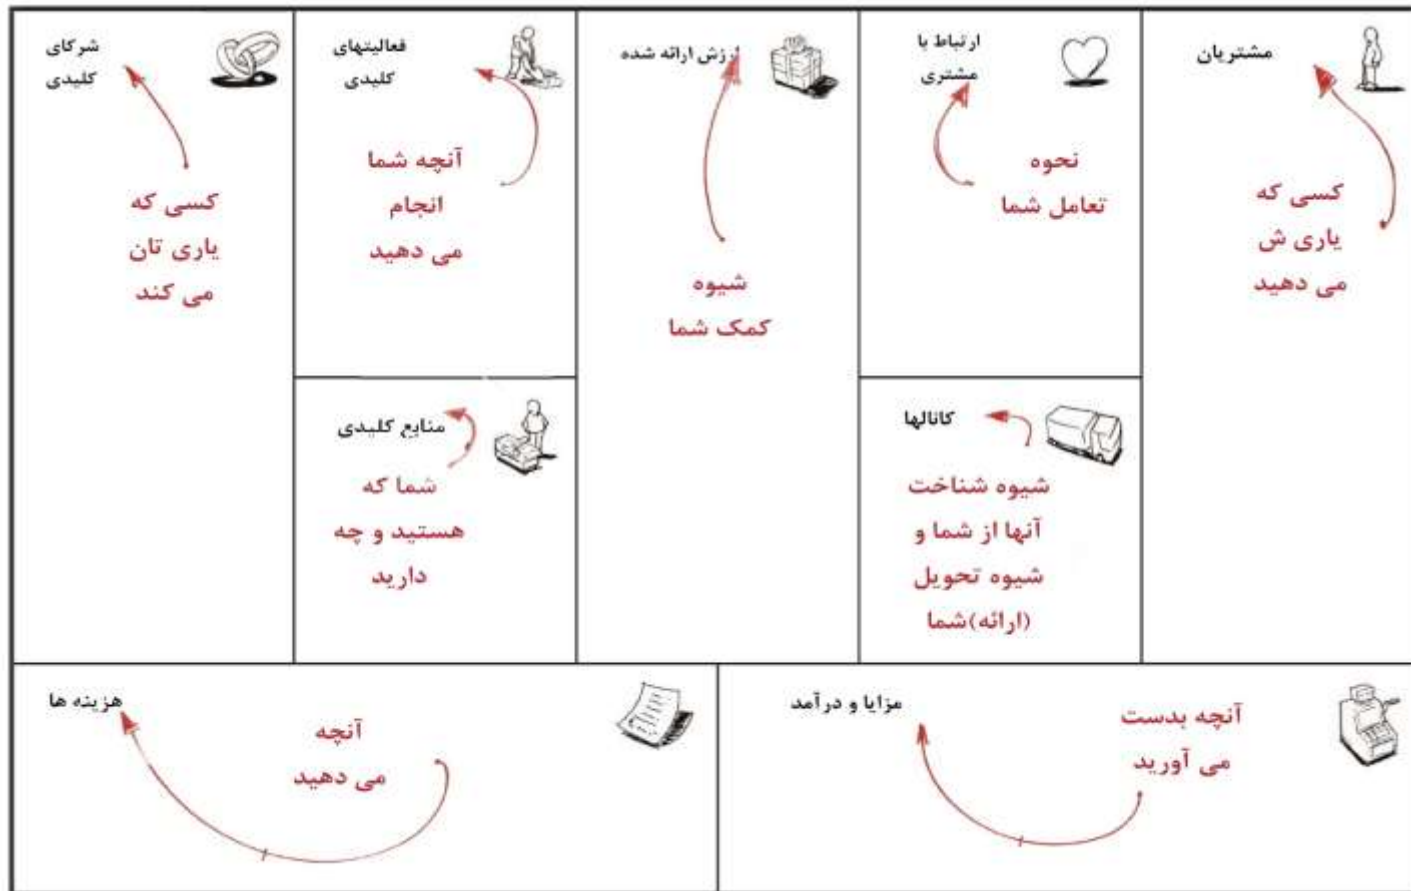 مشتریان
کسی که
یاری ش
می دهید
ارتباط با
مشتری
نحوه
تعامل شما
کانالها
شیوه شناخت
آنها از شما و
شیوه تحویل
(ارائه)شما
ارزش ارائه شده
شیوه
کمک شما
فعالیتهای
کلیدی
آنچه شما
انجام
می دهید
منابع کلیدی
شما که
هستید و چه
دارید
شرکای
کلیدی
کسی که
یاری تان
می کند
مزایا و درآمد
آنچه بدست
می آورید
هزینه ها
آنچه
می دهید